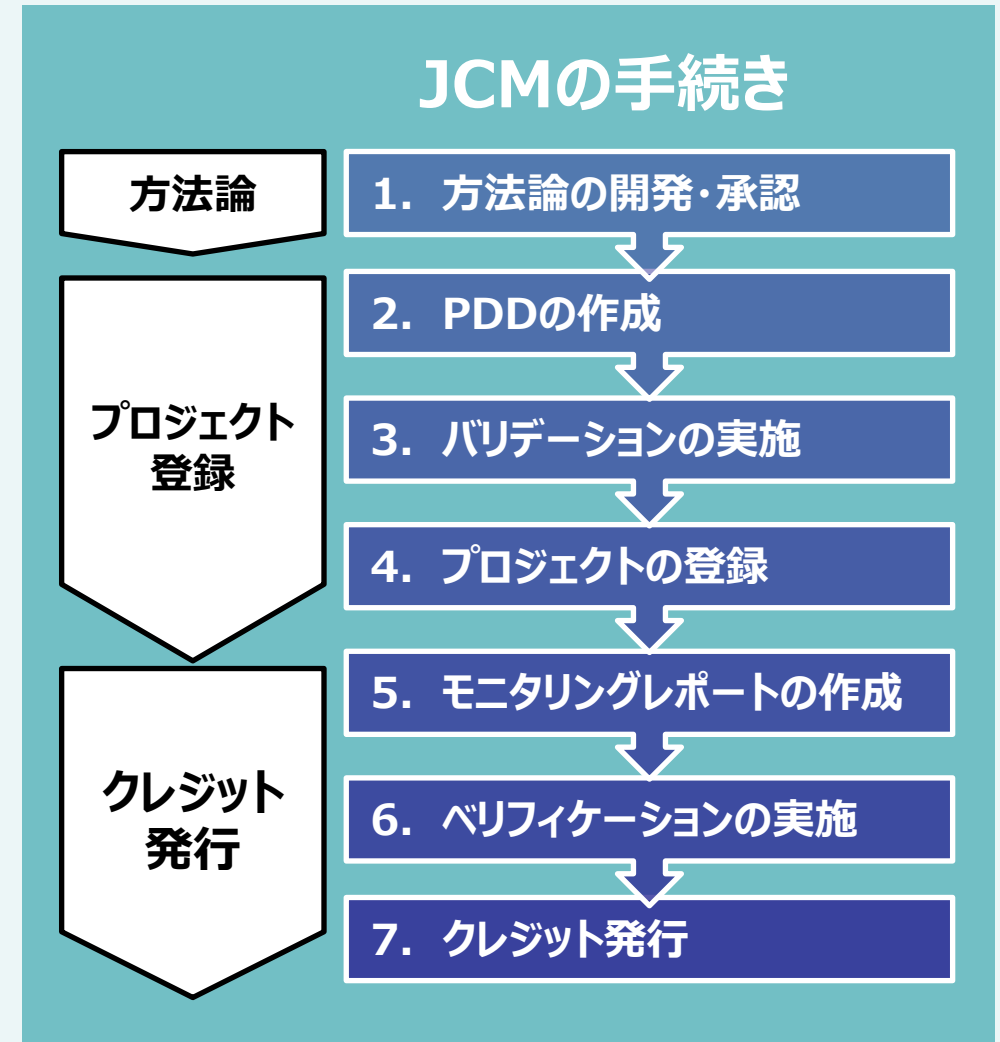 JCMの手続き
方法論
1. 方法論の開発・承認
プロジェクト
登録
2. PDDの作成
3. バリデーションの実施
4. プロジェクトの登録
クレジット
発行
5. モニタリングレポートの作成
6. ベリフィケーションの実施
7. クレジット発行